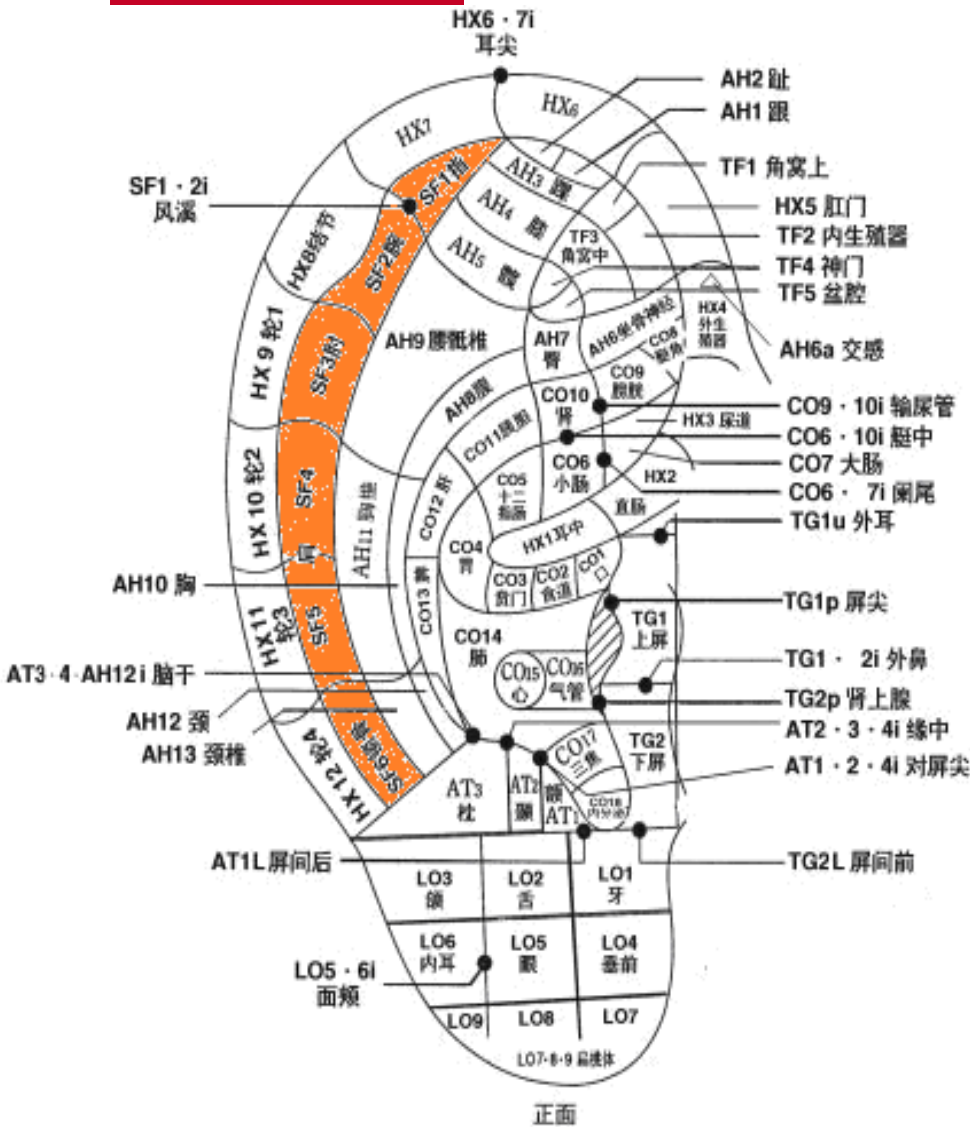 HX6·7i
耳尖
HX6
HX7
AH2 趾
AH1 跟
AH3 踝
TF1 角窝上
SF1指
SF1·2i
风溪
HX5 肛门
AH4 膝
TF2 内生殖器
TF3
角窝中
SF2腕
HX8结节
AH5 髋
TF4 神门
TF5 盆腔
HX4
外生
殖器
AH6坐骨神经
HX9 轮1
SF3肘
AH9腰骶椎
AH7
臀
CO8
艇角
AH6a 交感
CO9
膀胱
AH8腹
CO10
肾
CO9·10i 输尿管
HX3 尿道
CO11胰胆
CO6·10i 艇中
CO6
小肠
CO7 大肠
HX2
直肠
HX10 轮2
SF4
CO12 肝
CO5
十二
指肠
CO6· 7i 阑尾
AH11 胸椎
TG1u 外耳
HX1耳中
肩
CO4
胃
CO3
贲门
CO2
食道
CO1
口
AH10 胸
TG1p 屏尖
HX11
轮3
SF5
CO13 脾
TG1
上屏
CO14
肺
TG1· 2i 外鼻
AT3·4·AH12i 脑干
CO15
心
CO16
气管
TG2p 肾上腺
AH12 颈
AT2·3·4i 缘中
AH13 颈椎
SF6锁骨
CO17
三焦
TG2
下屏
HX12 轮4
AT1·2·4i 对屏尖
AT3
枕
AT2
颞
额
AT1
CO18
内分泌
AT1L屏间后
TG2L 屏间前
LO3
颌
LO2
舌
LO1
牙
LO6
内耳
LO5
眼
LO4
垂前
LO5·6i
面颊
LO9
LO8
LO7
LO7·8·9 扁桃体
正面